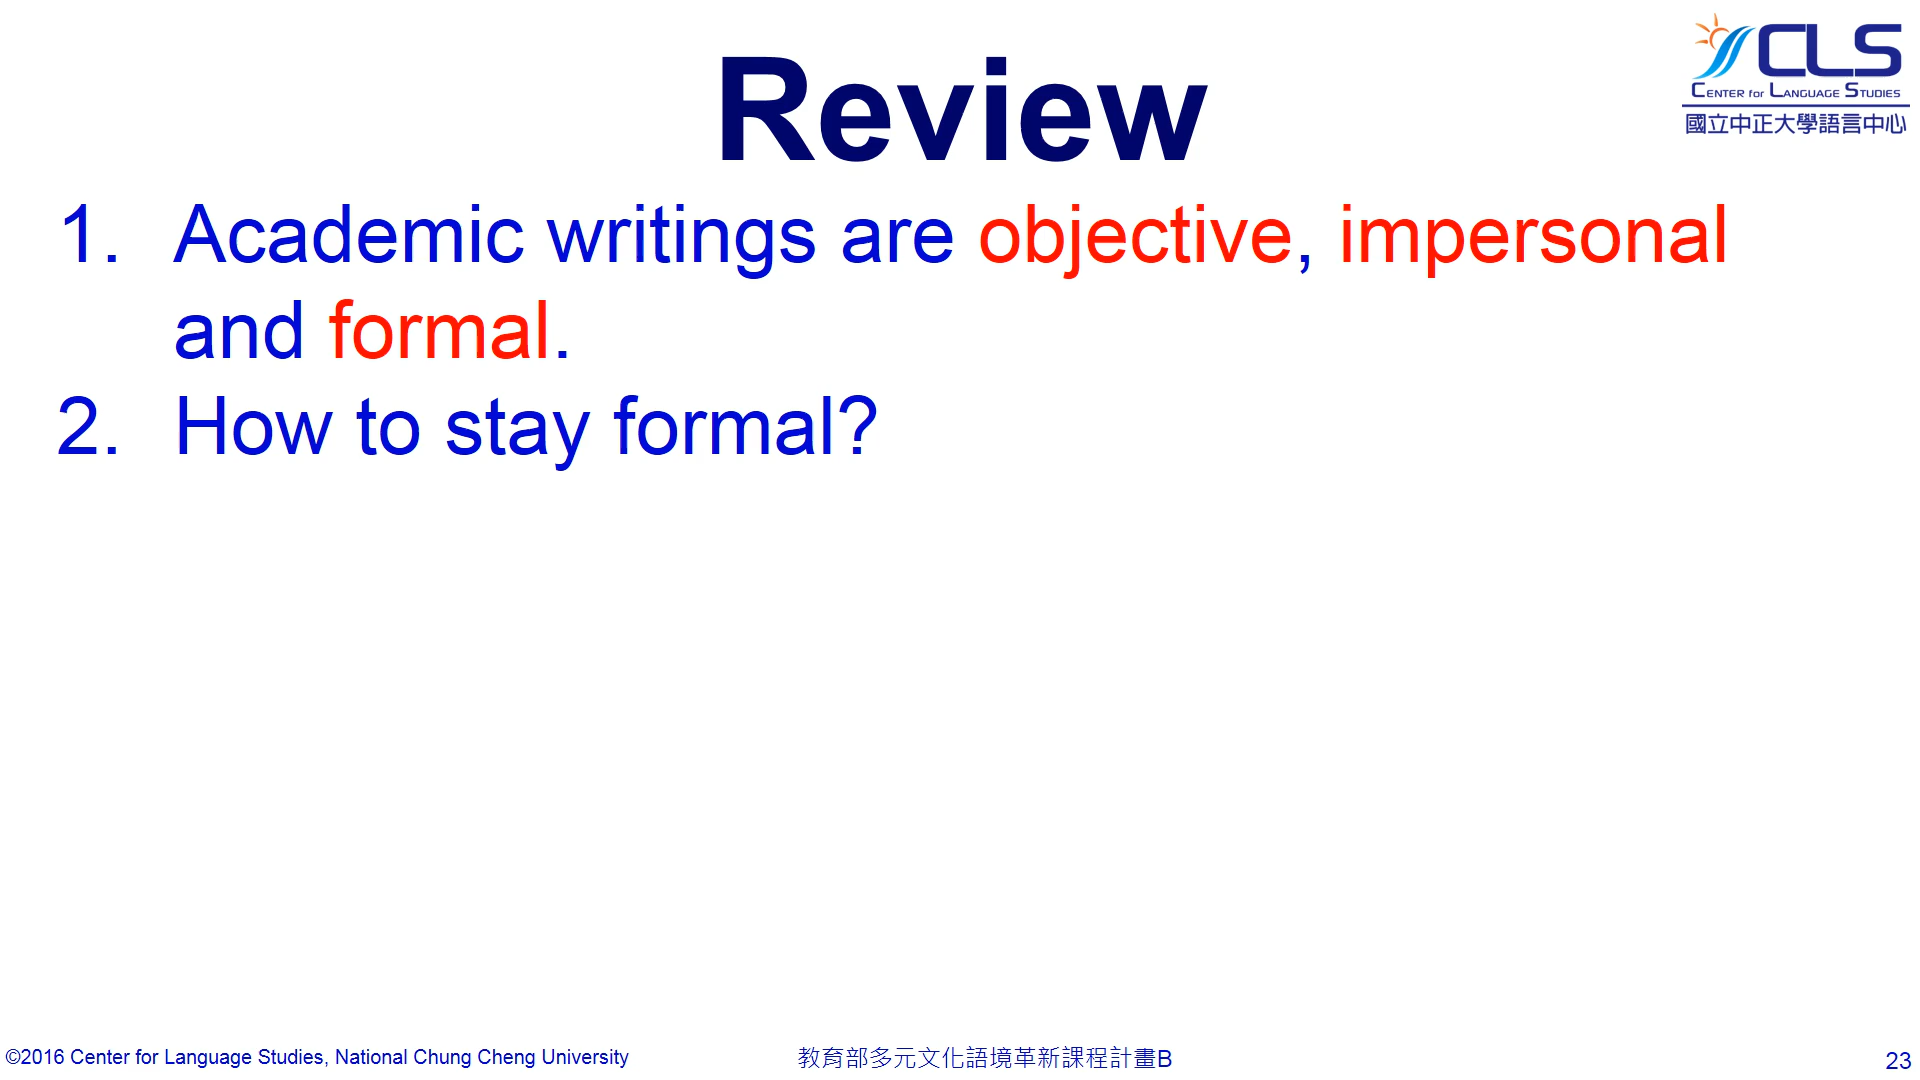 CLS
CENTER for LANGUAGE STUDIES
國立中正大學語言中心
Review
1. Academic writings are objective, impersonal
and formal.
2. How to stay formal?
©2016 Center for Language Studies, National Chung Cheng University
教育部多元文化語境革新課程計畫B
23